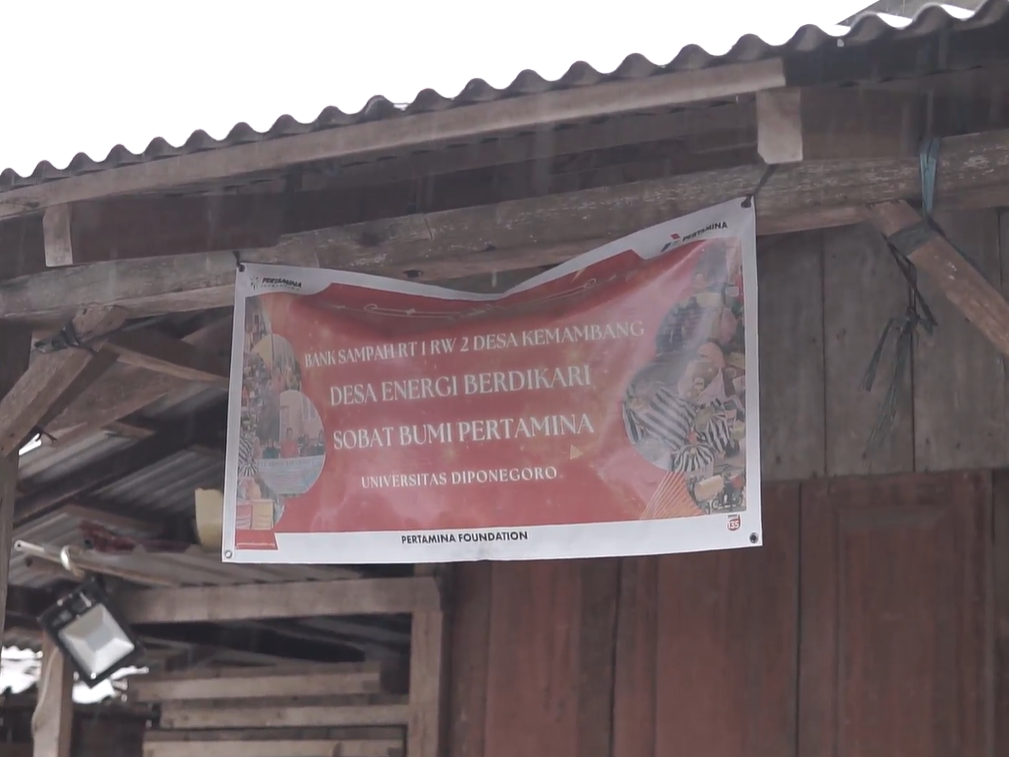 PERTAMINA
PERTAMINA
BANK SAMPAH RT 1 RW 2 DESA KEMAMBANG
DESA ENERGI BERDIKARI
SOBAT BUMI PERTAMINA
UNIVERSITAS DIPONEGORO
PERTAMINA FOUNDATION
135